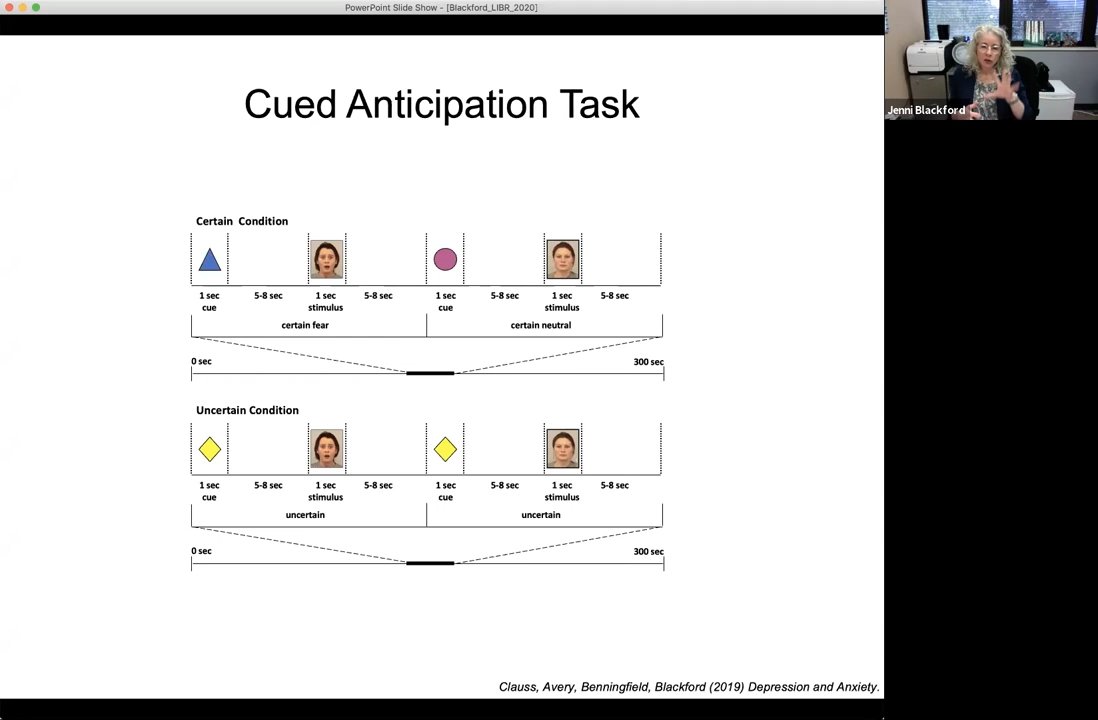 PowerPoint Slide Show - [Blackford_LIBR_2020]
Jenni Blackford
Cued Anticipation Task
Certain Condition
1 sec cue 5-8 sec 1 sec stimulus 5-8 sec 1 sec cue 5-8 sec 1 sec stimulus 5-8 sec
certain fear certain neutral
0 sec 300 sec
Uncertain Condition
1 sec cue 5-8 sec 1 sec stimulus 5-8 sec 1 sec cue 5-8 sec 1 sec stimulus 5-8 sec
uncertain uncertain
0 sec 300 sec
Clauss, Avery, Benningfield, Blackford (2019) Depression and Anxiety.